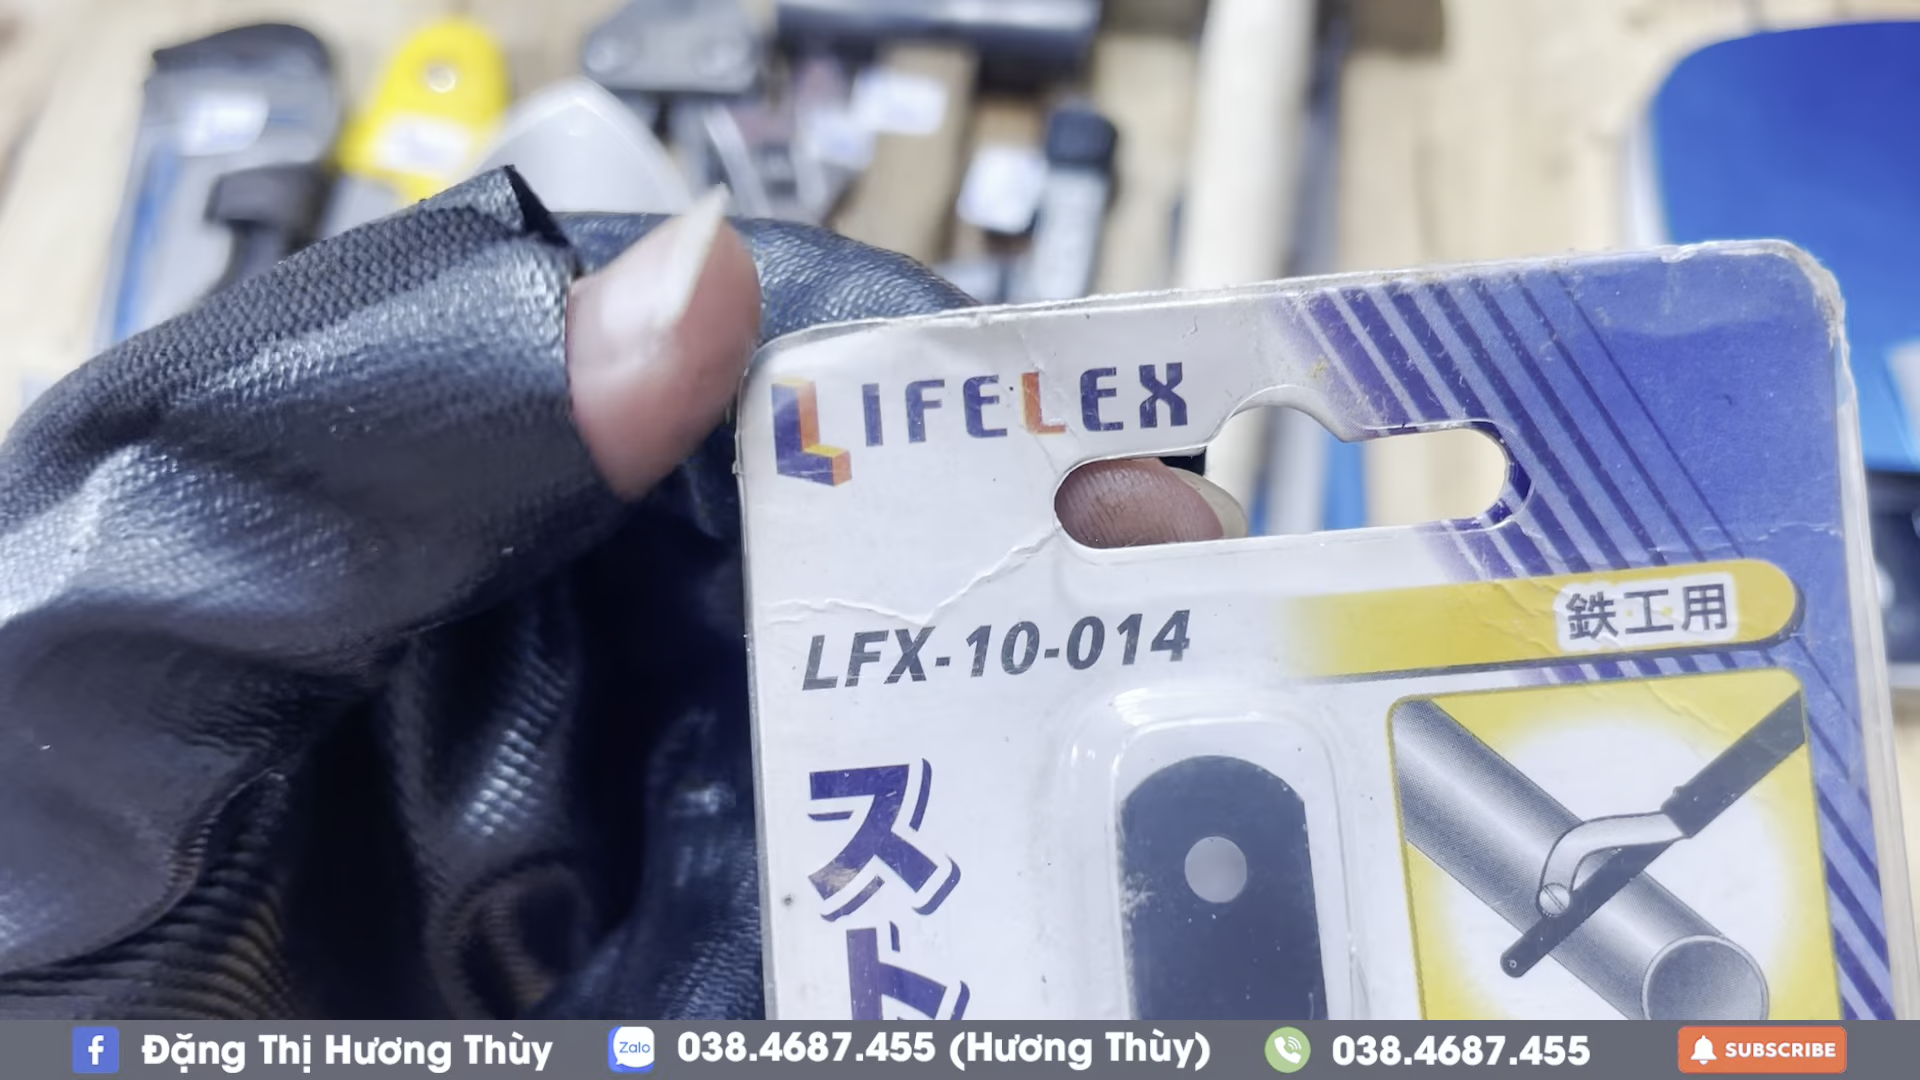 LIFELEX
LFX-10-014
鉄工用
スト
Đặng Thị Hương Thùy
Zalo
038.4687.455 (Hương Thùy)
038.4687.455
SUBSCRIBE